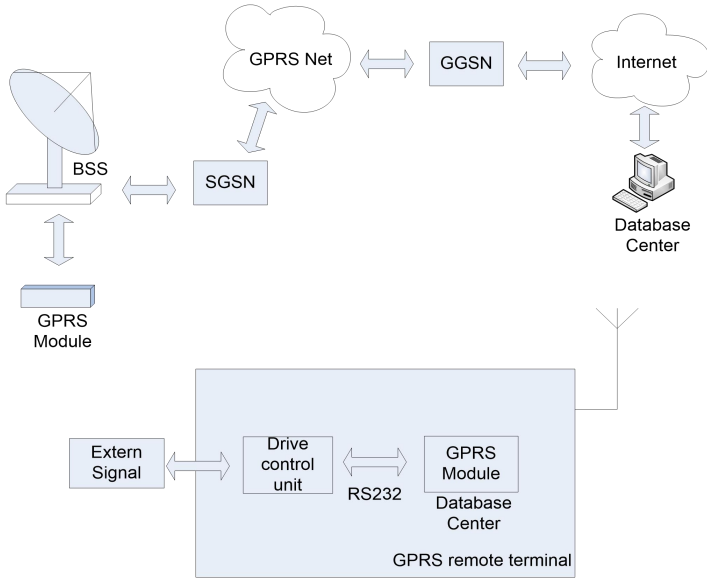 GPRS Net
GGSN
Internet
BSS
SGSN
Database
Center
GPRS
Module
Extern
Signal
Drive
control
unit
RS232
GPRS
Module
Database
Center
GPRS remote terminal